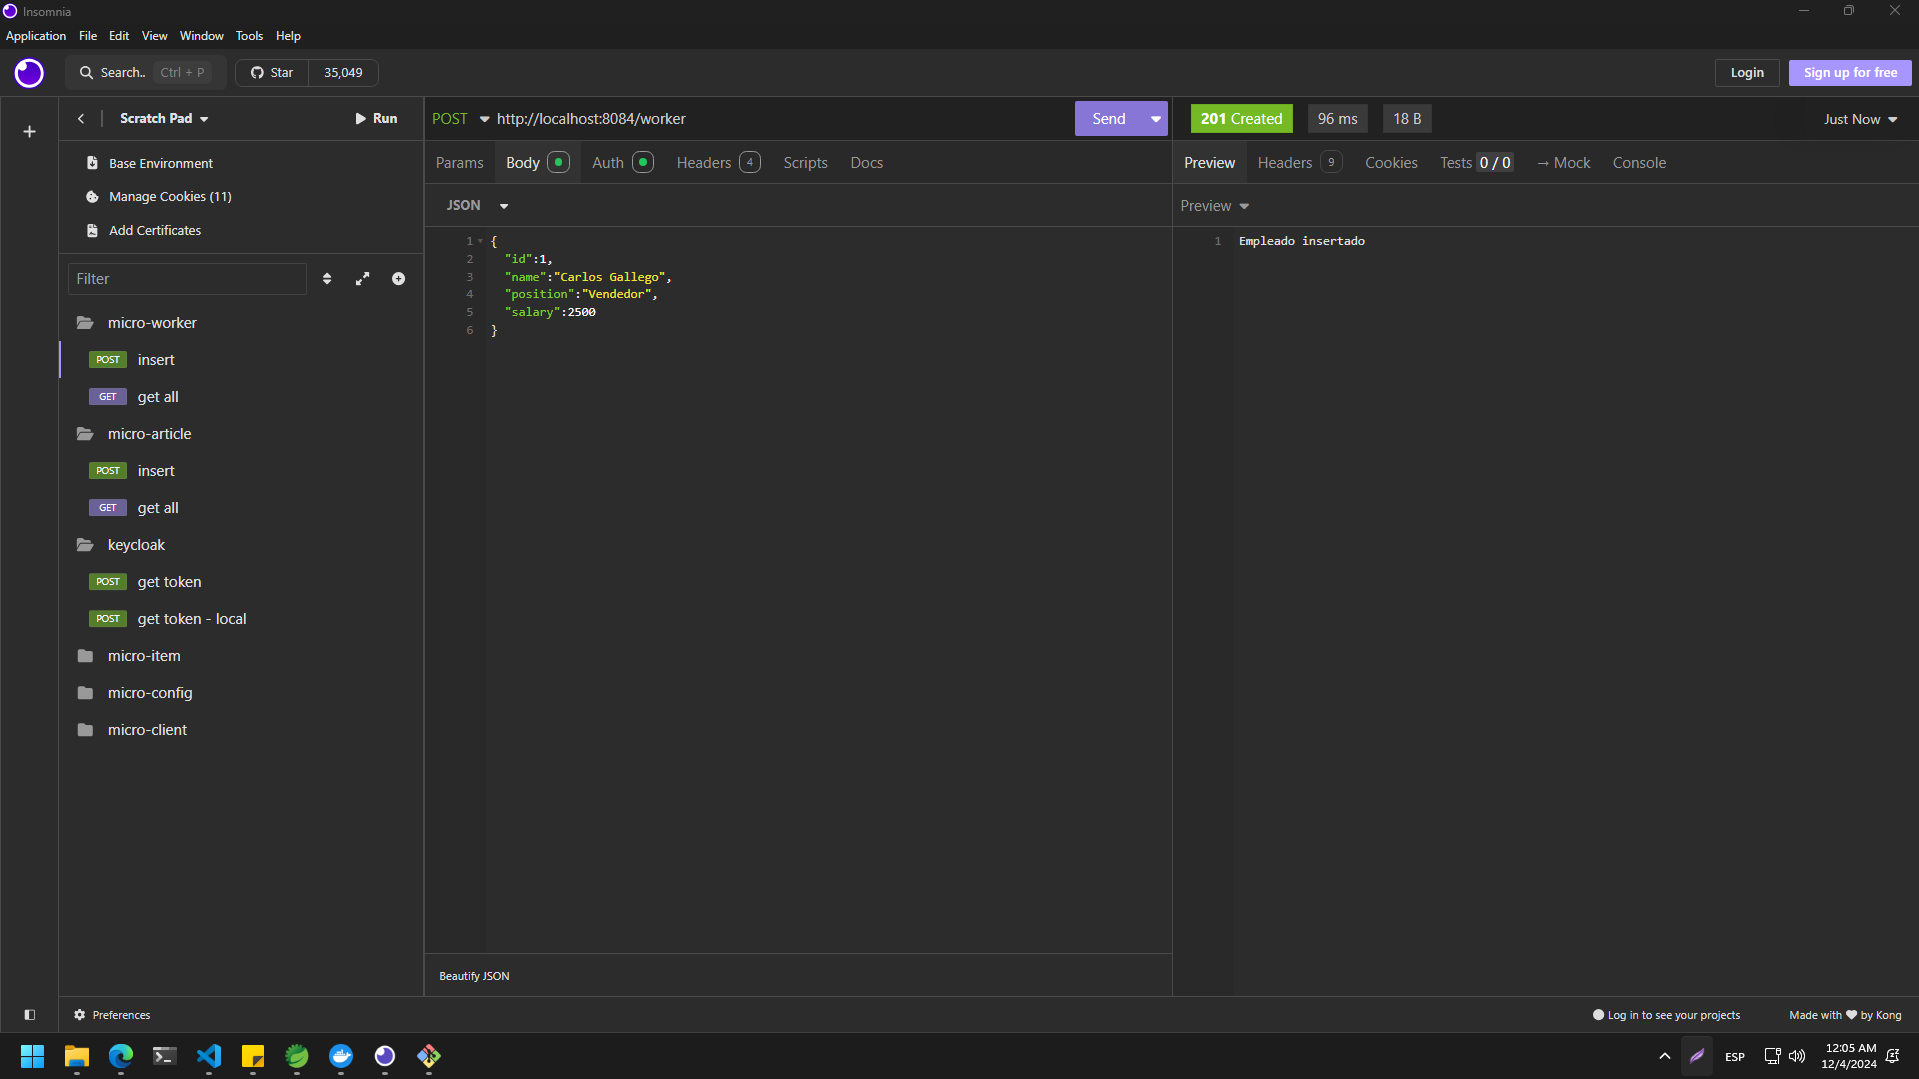 Insomnia
Application File Edit View Window Tools Help
Search.. Ctrl + P Star 35,049 Login Sign up for free
Scratch Pad Run
Base Environment
Manage Cookies (11)
Add Certificates
Filter
micro-worker
POST insert
GET get all
micro-article
POST insert
GET get all
keycloak
POST get token
POST get token - local
micro-item
micro-config
micro-client
POST http://localhost:8084/worker Send
Params Body Auth Headers 4 Scripts Docs
JSON
1 {
2 "id":1,
3 "name":"Carlos Gallego",
4 "position":"Vendedor",
5 "salary":2500
6 }
Beautify JSON
201 Created 96 ms 18 B Just Now
Preview Headers 9 Cookies Tests 0 / 0 → Mock Console
Preview
1 Empleado insertado
Preferences Log in to see your projects Made with ❤ by Kong
ESP 12:05 AM
12/4/2024